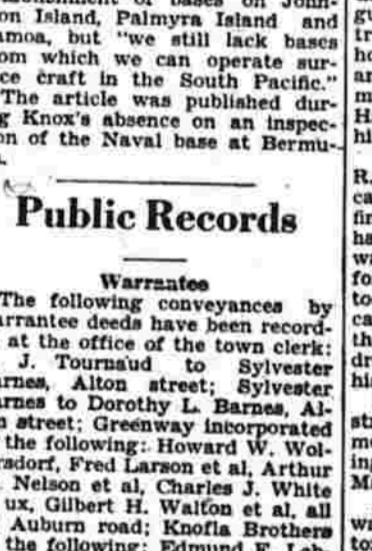 on Island, Palmyra Island and
amoa, but "we still lack bases
om which we can operate sur-
ce craft in the South Pacific."
The article was published dur-
g Knox's absence on an inspec-
on of the Naval base at Bermu-
Public Records
Warrantee
The following conveyances by
arrantee deeds have been record-
at the office of the town clerk:
J. Tournaud to Sylvester
arnes, Alton street; Sylvester
arnes to Dorothy L. Barnes, Al-
n street; Greenway incorporated
the following: Howard W. Wol-
rsdorf, Fred Larson et al, Arthur
Nelson et al, Charles J. White
ux, Gilbert H. Walton et al, all
Auburn road; Knofla Brothers
the following: Edmund F.